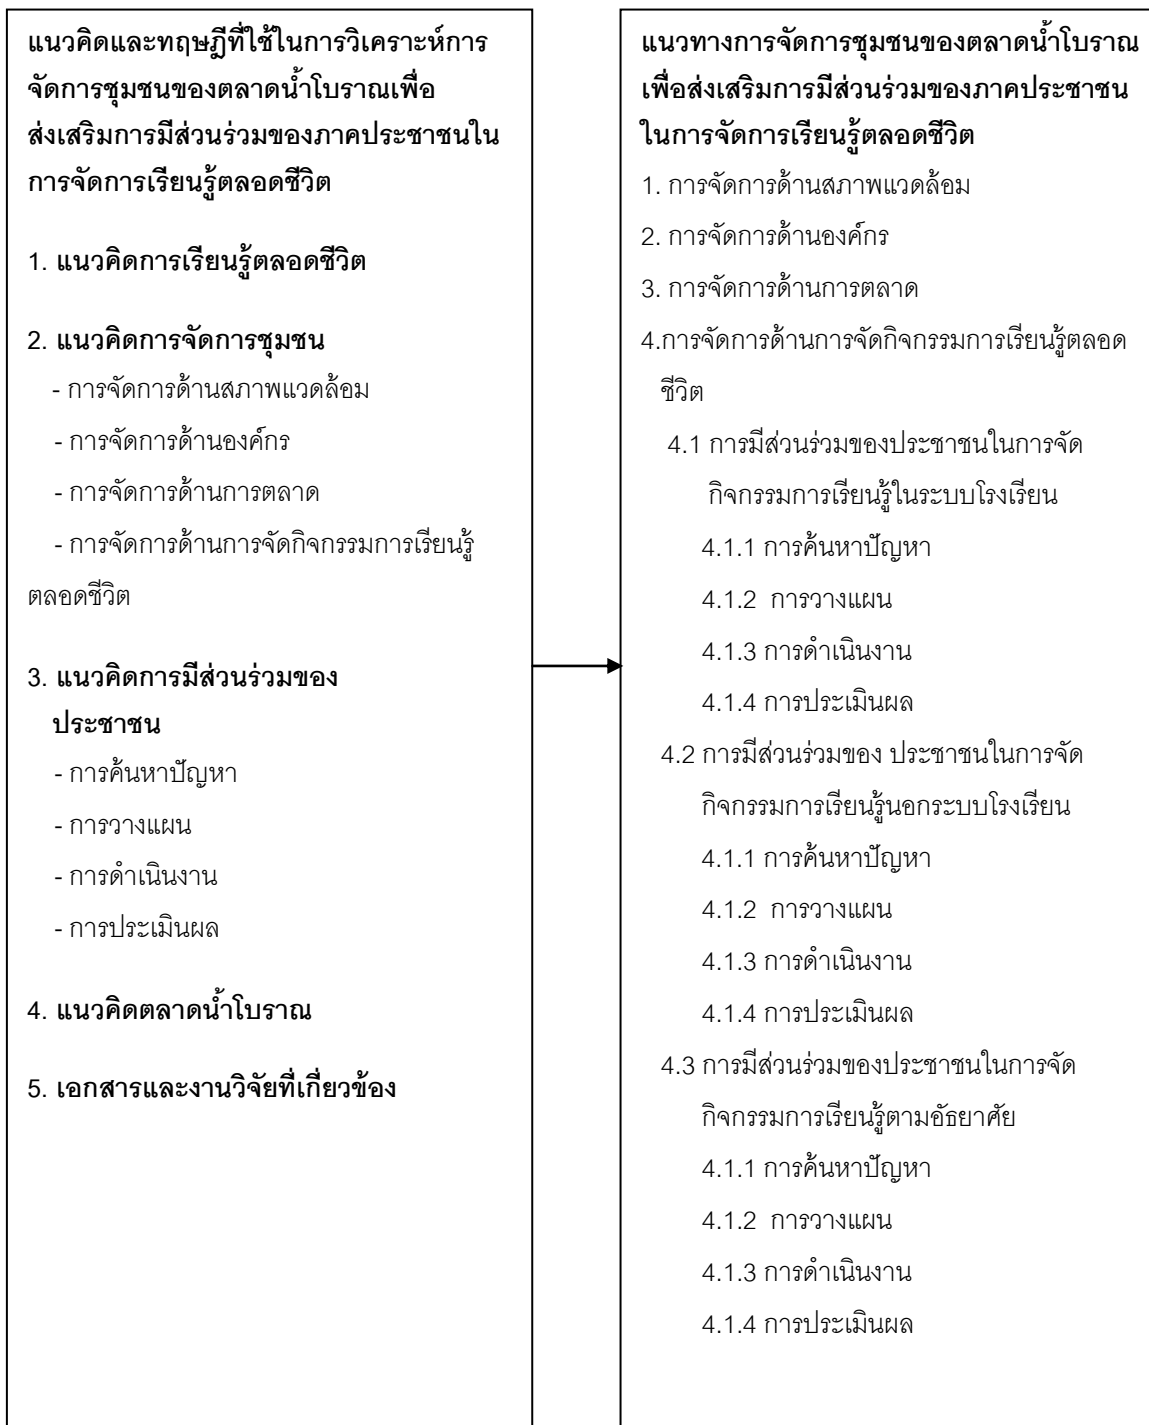 แนวคิดและทฤษฎีที่ใช้ในการวิเคราะห์การ
จัดการชุมชนของตลาดน้ำโบราณเพื่อ
ส่งเสริมการมีส่วนร่วมของภาคประชาชนใน
การจัดการเรียนรู้ตลอดชีวิต
1. แนวคิดการเรียนรู้ตลอดชีวิต
2. แนวคิดการจัดการชุมชน
- การจัดการด้านสภาพแวดล้อม
- การจัดการด้านองค์กร
- การจัดการด้านการตลาด
- การจัดการด้านการจัดกิจกรรมการเรียนรู้
ตลอดชีวิต
3. แนวคิดการมีส่วนร่วมของ
ประชาชน
- การค้นหาปัญหา
- การวางแผน
- การดำเนินงาน
- การประเมินผล
4. แนวคิดตลาดน้ำโบราณ
5. เอกสารและงานวิจัยที่เกี่ยวข้อง
แนวทางการจัดการชุมชนของตลาดน้ำโบราณ
เพื่อส่งเสริมการมีส่วนร่วมของภาคประชาชน
ในการจัดการเรียนรู้ตลอดชีวิต
1. การจัดการด้านสภาพแวดล้อม
2. การจัดการด้านองค์กร
3. การจัดการด้านการตลาด
4.การจัดการด้านการจัดกิจกรรมการเรียนรู้ตลอด
ชีวิต
4.1 การมีส่วนร่วมของประชาชนในการจัด
กิจกรรมการเรียนรู้ในระบบโรงเรียน
4.1.1 การค้นหาปัญหา
4.1.2 การวางแผน
4.1.3 การดำเนินงาน
4.1.4 การประเมินผล
4.2 การมีส่วนร่วมของ ประชาชนในการจัด
กิจกรรมการเรียนรู้นอกระบบโรงเรียน
4.1.1 การค้นหาปัญหา
4.1.2 การวางแผน
4.1.3 การดำเนินงาน
4.1.4 การประเมินผล
4.3 การมีส่วนร่วมของประชาชนในการจัด
กิจกรรมการเรียนรู้ตามอัธยาศัย
4.1.1 การค้นหาปัญหา
4.1.2 การวางแผน
4.1.3 การดำเนินงาน
4.1.4 การประเมินผล